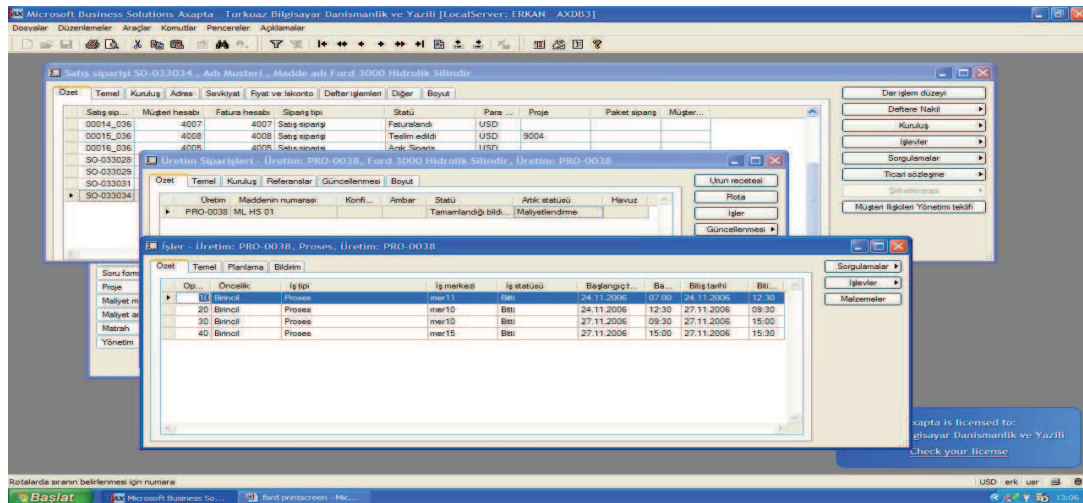 Microsoft Business Solutions Axapta - Turkuaz Bilgisayar Danismanlik ve Yazili [LocalServer: ERKAN AXDB3]
Dosyalar Düzenlemeler Araçlar Komutlar Pencereler Açıklamalar
Satış siparişi SO-033034 , Adı Musteri , Madde adı Ford 3000 Hidrolik Silindir
Özet Temel Kuruluş Adres Sevkiyat Fiyat ve İskonto Defter işlemleri Diğer Boyut
Dar işlem düzeyi
Satış sip... Müşteri hesabı Fatura hesabı Sipariş tipi Statü Para ... Proje Paket sipariş Müşter...
Deftere Nakil
00014_036 4007 4007 Satış siparişi Faturalandı USD
Kuruluş
00015_036 4008 4008 Satış siparişi Teslim edildi USD 9004
00016_036 4005 4005 Satış siparişi Açık Sipariş USD
İşlevler
SO-033028
Sorgulamalar
SO-033029
Ticari sözleşme
SO-033031
Şirketlerarası
SO-033034
Müşteri İlişkileri Yönetimi teklifi
Üretim Siparişleri - Üretim: PRO-0038, Ford 3000 Hidrolik Silindir, Üretim: PRO-0038
Özet Temel Kuruluş Referanslar Güncellenmesi Boyut
Urun recetesi
Üretim Maddenin numarası Konfi... Ambar Statü Artık statüsü Havuz
Rota
PRO-0038 ML HS 01 Tamamlandığı bildi... Maliyetlendirme
İşler
Güncellenmesi
İşler - Üretim: PRO-0038, Proses, Üretim: PRO-0038
Özet Temel Planlama Bildirim
Sorgulamalar
Op... Öncelik İş tipi İş merkezi İş statüsü Başlangıç t... Ba... Bitiş tarihi Biti...
İşlevler
10 Birincil Proses mer11 Bitti 24.11.2006 07:00 24.11.2006 12:30
Malzemeler
20 Birincil Proses mer10 Bitti 24.11.2006 12:30 27.11.2006 09:30
30 Birincil Proses mer10 Bitti 27.11.2006 09:30 27.11.2006 15:00
40 Birincil Proses mer15 Bitti 27.11.2006 15:00 27.11.2006 15:30
Soru form
Proje
Maliyet m
Maliyet a
Matrah
Yönetim
xapta is licensed to:
gisayar Danismanlik ve Yazili
Check your license
Rotalarda sıranın belirlenmesi için numara
USD erk usr
Başlat
Microsoft Business So...
ford printscreen - Mic...
13:06